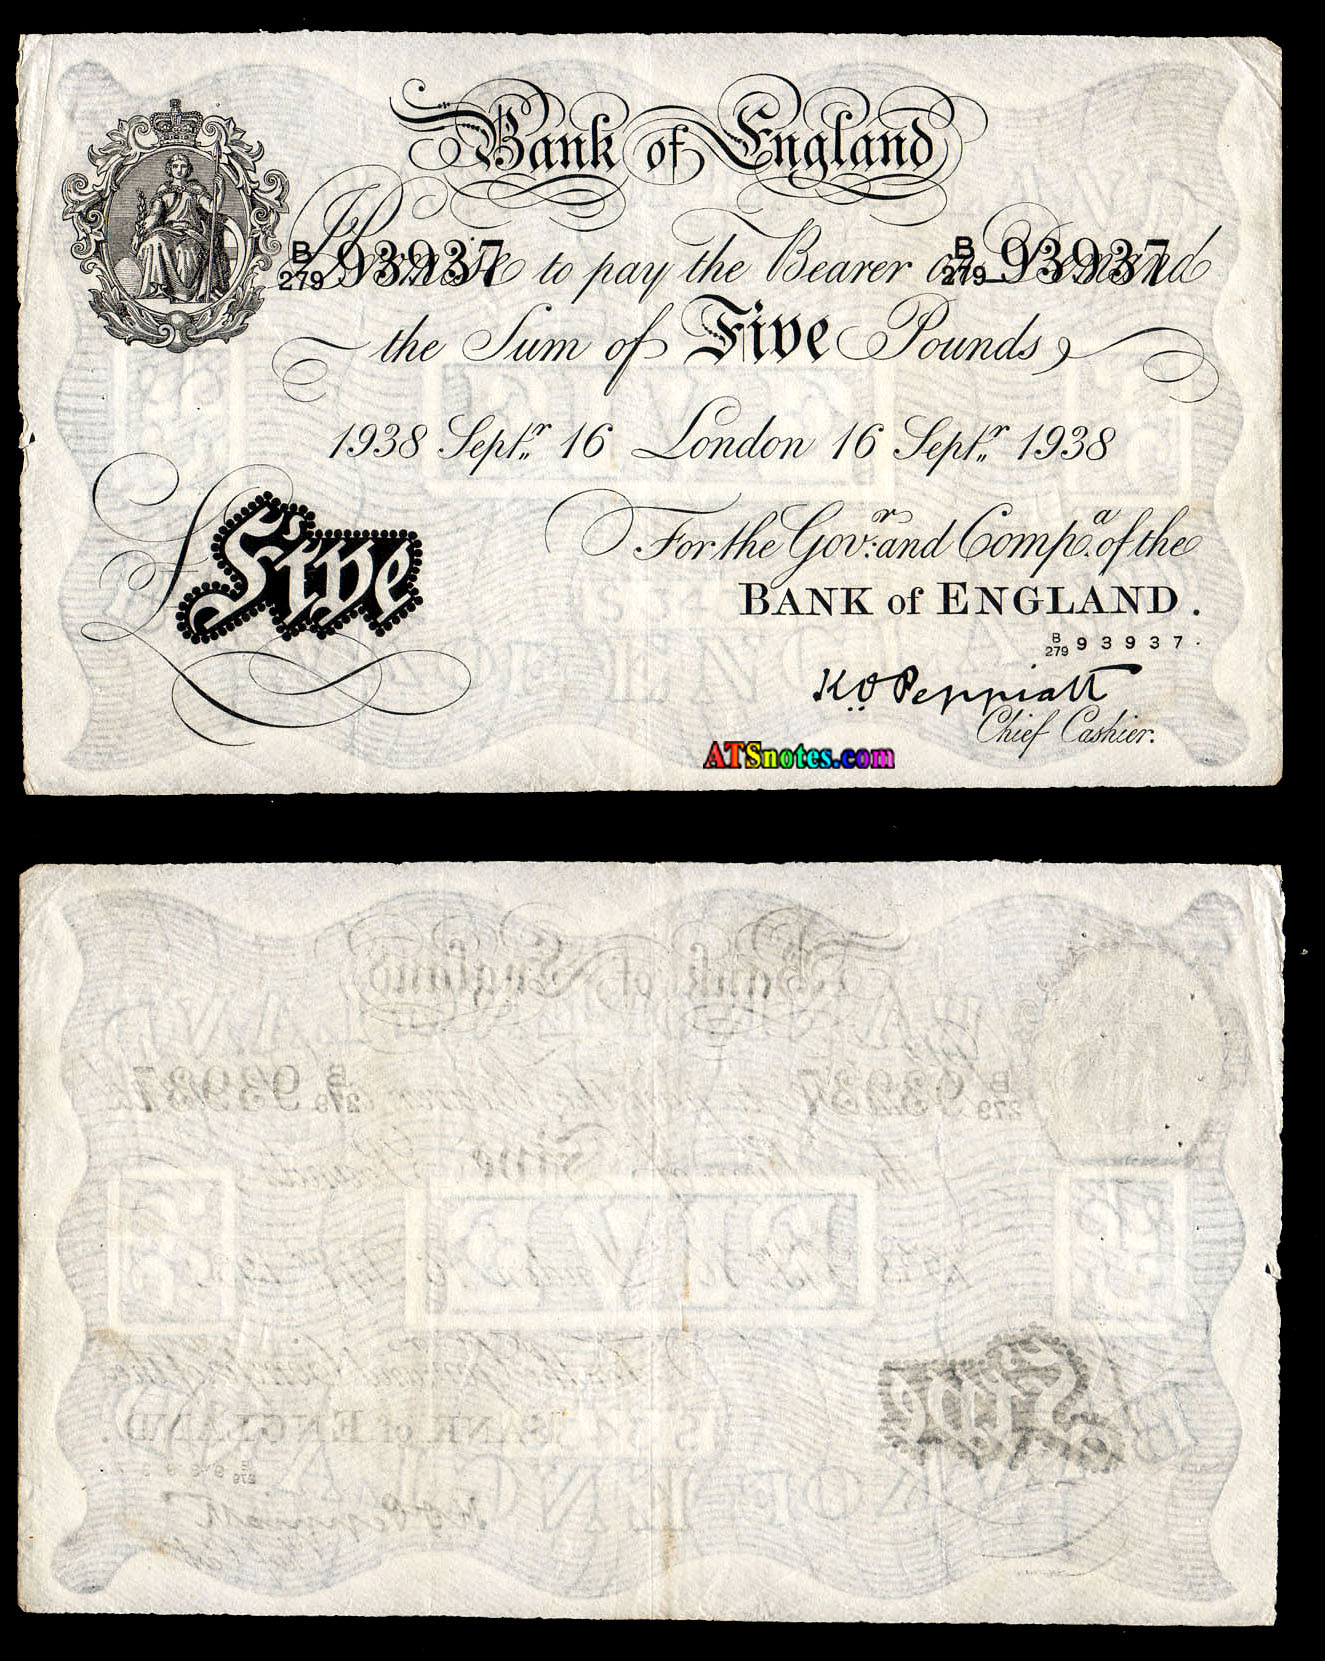 Bank of England
B/279 93937 I Promise to pay the Bearer on Demand B/279 93937
the Sum of Five Pounds
1938 Septr. 16 London 16 Septr. 1938
For the Govr. and Compa. of the
BANK of ENGLAND.
£Five
B/279 93937.
K.O. Peppiatt
Chief Cashier.
ATSnotes.com